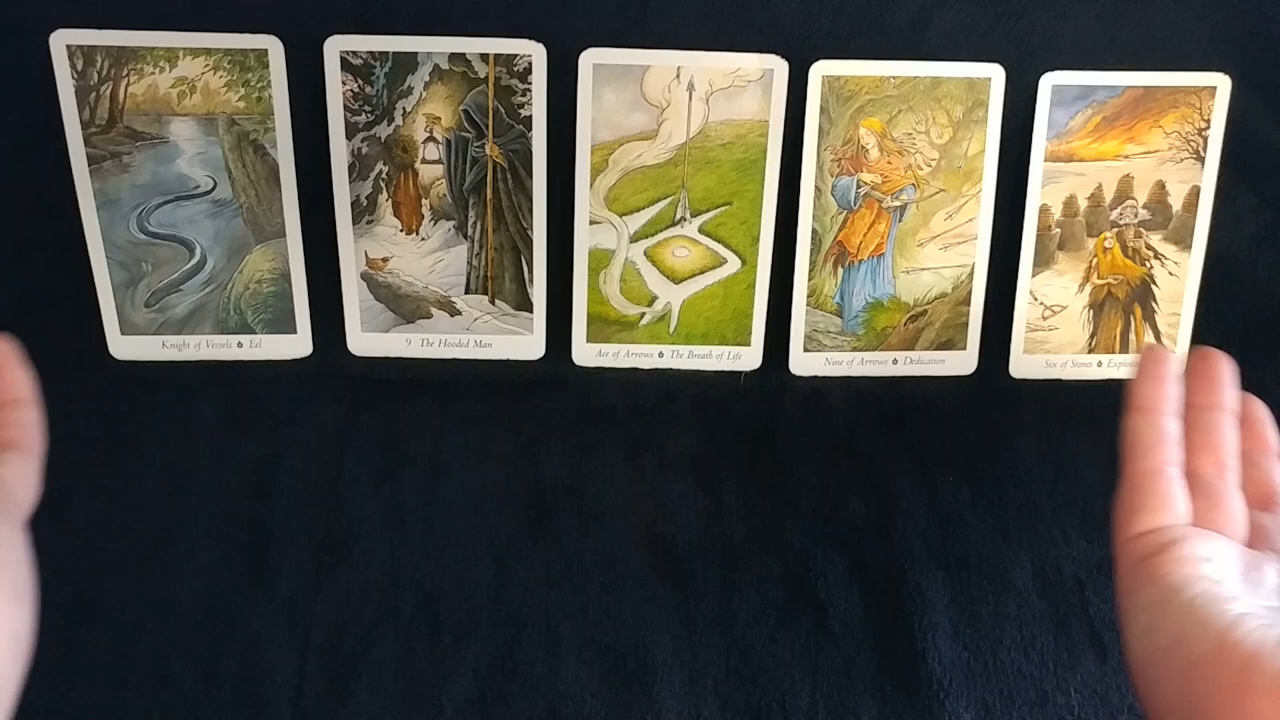 Knight of Vessels Eel
9 The Hooded Man
Ace of Arrows The Breath of Life
Nine of Arrows Dedication
Six of Stones